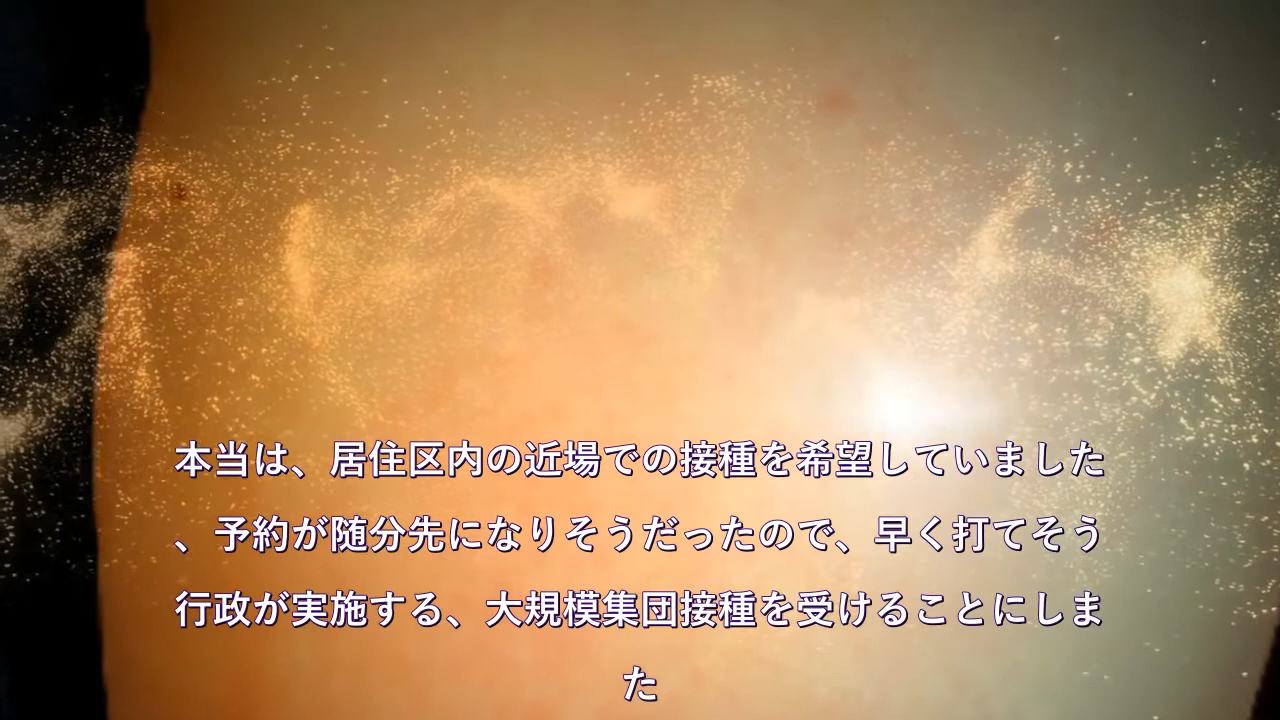 本当は、居住区内の近場での接種を希望していました
、予約が随分先になりそうだったので、早く打てそう
行政が実施する、大規模集団接種を受けることにしま
た